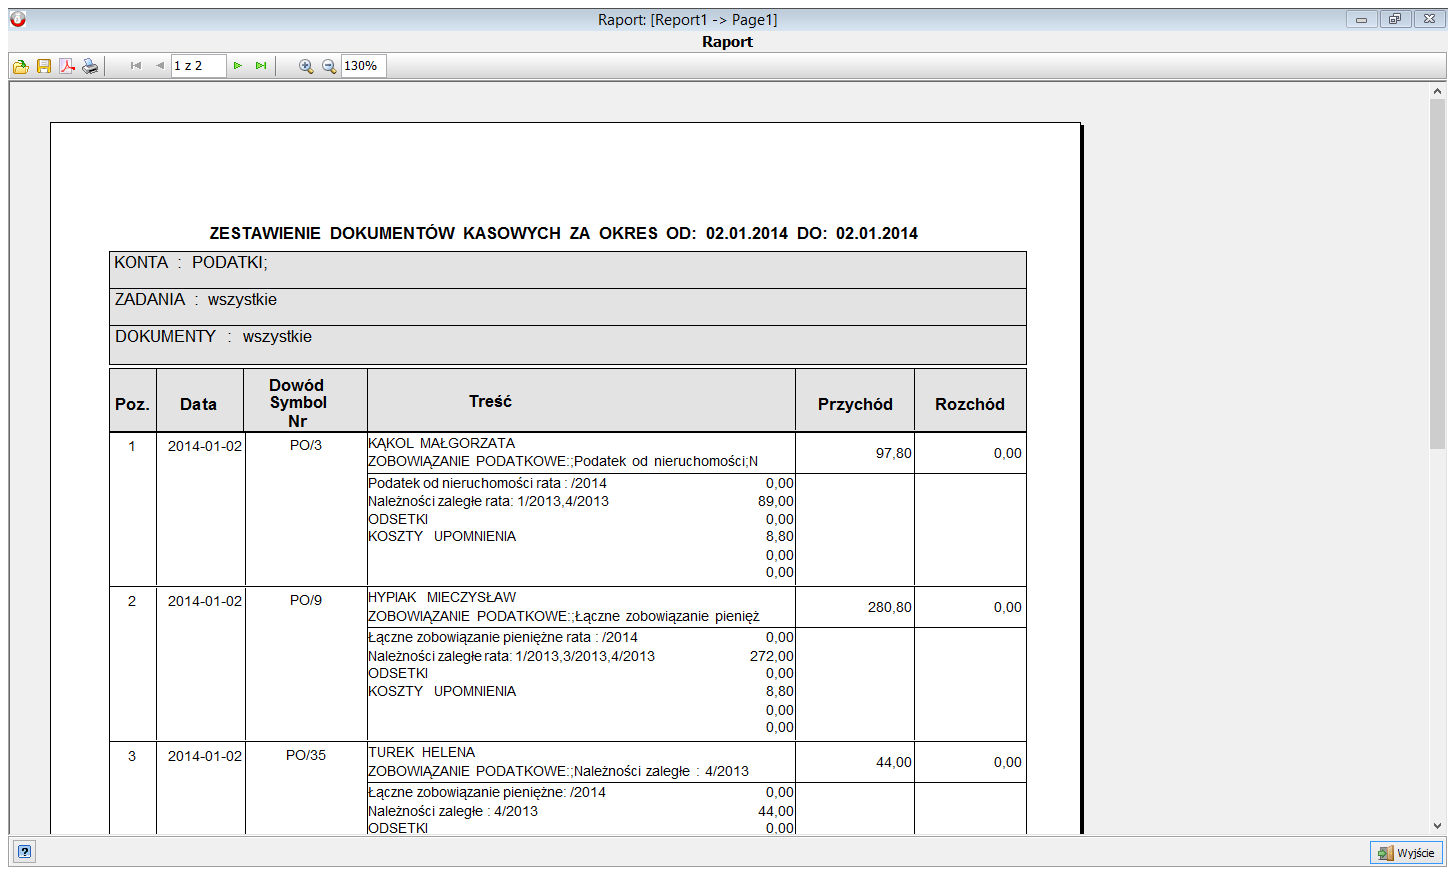 Raport: [Report1 -> Page1]
Raport
1 z 2
130%
ZESTAWIENIE DOKUMENTÓW KASOWYCH ZA OKRES OD: 02.01.2014 DO: 02.01.2014
KONTA : PODATKI;
ZADANIA : wszystkie
DOKUMENTY : wszystkie
Poz. Data Dowód Symbol Nr Treść Przychód Rozchód
1 2014-01-02 PO/3 KĄKOL MAŁGORZATA 97,80 0,00
ZOBOWIĄZANIE PODATKOWE:;Podatek od nieruchomości;N
Podatek od nieruchomości rata : /2014 0,00
Należności zaległe rata: 1/2013,4/2013 89,00
ODSETKI 0,00
KOSZTY UPOMNIENIA 8,80
0,00
0,00
2 2014-01-02 PO/9 HYPIAK MIECZYSŁAW 280,80 0,00
ZOBOWIĄZANIE PODATKOWE:;Łączne zobowiązanie pienięż
Łączne zobowiązanie pieniężne rata : /2014 0,00
Należności zaległe rata: 1/2013,3/2013,4/2013 272,00
ODSETKI 0,00
KOSZTY UPOMNIENIA 8,80
0,00
0,00
3 2014-01-02 PO/35 TUREK HELENA 44,00 0,00
ZOBOWIĄZANIE PODATKOWE:;Należności zaległe : 4/2013
Łączne zobowiązanie pieniężne: /2014 0,00
Należności zaległe : 4/2013 44,00
ODSETKI 0,00
?
Wyjście